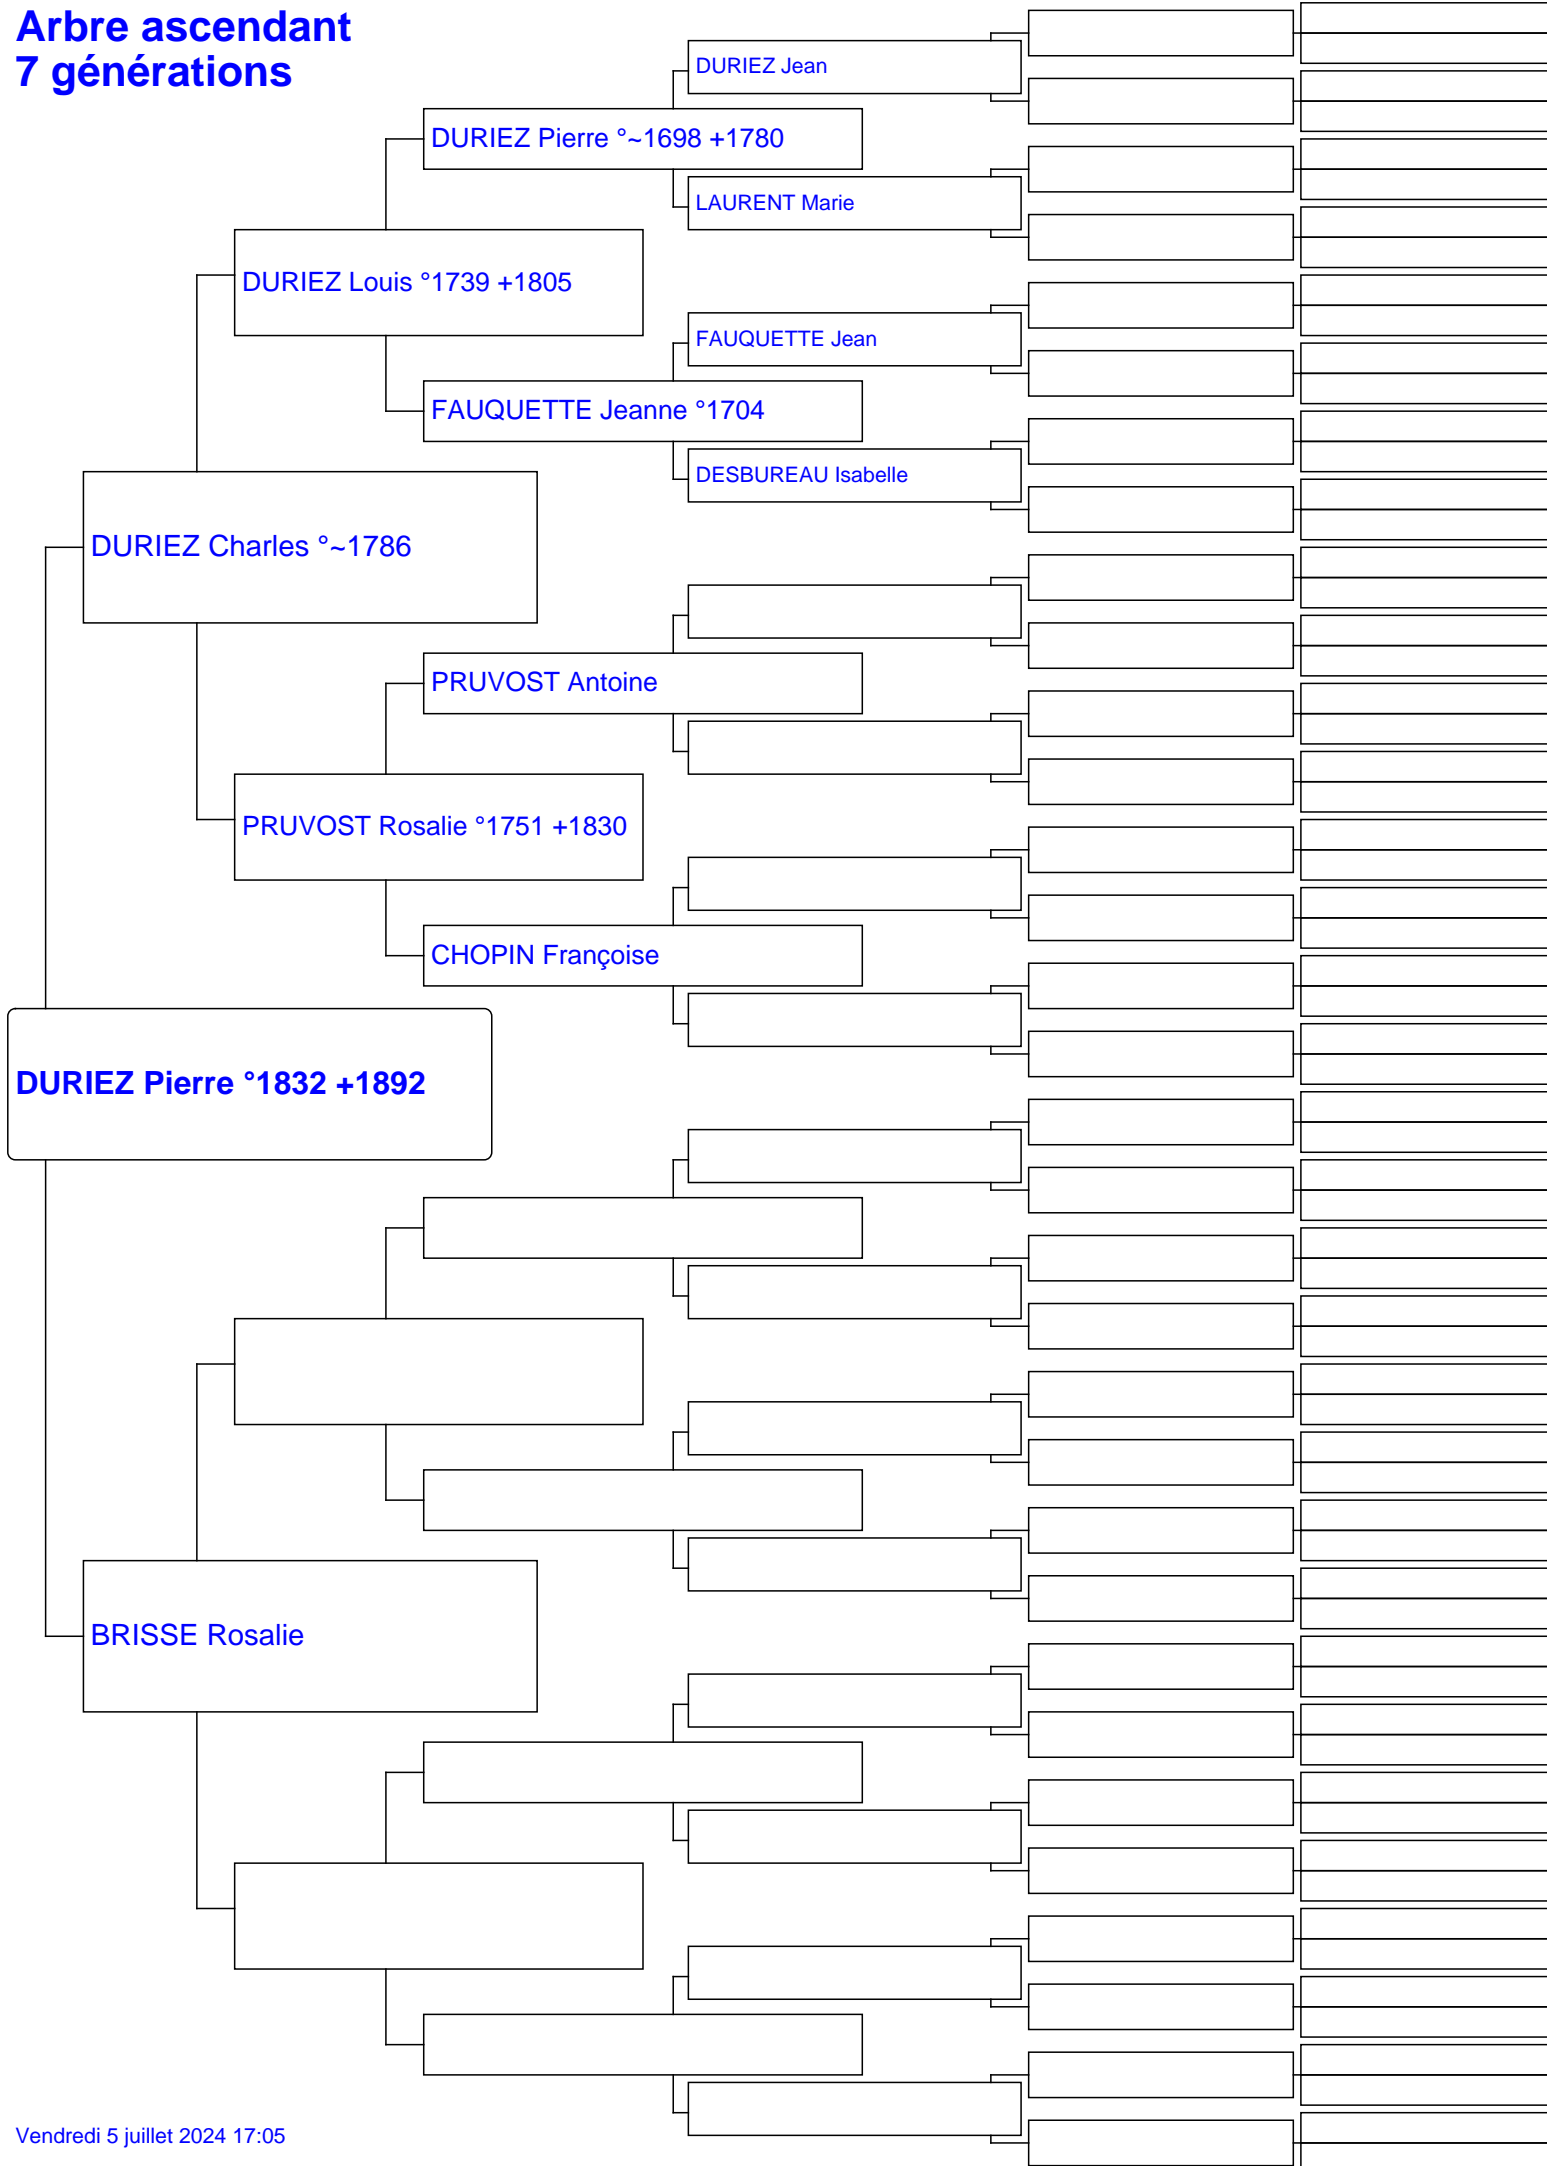 Arbre ascendant
7 générations
DURIEZ Jean
DURIEZ Pierre °~1698 +1780
LAURENT Marie
DURIEZ Louis °1739 +1805
FAUQUETTE Jean
FAUQUETTE Jeanne °1704
DESBUREAU Isabelle
DURIEZ Charles °~1786
PRUVOST Antoine
PRUVOST Rosalie °1751 +1830
CHOPIN Françoise
DURIEZ Pierre °1832 +1892
BRISSE Rosalie
Vendredi 5 juillet 2024 17:05